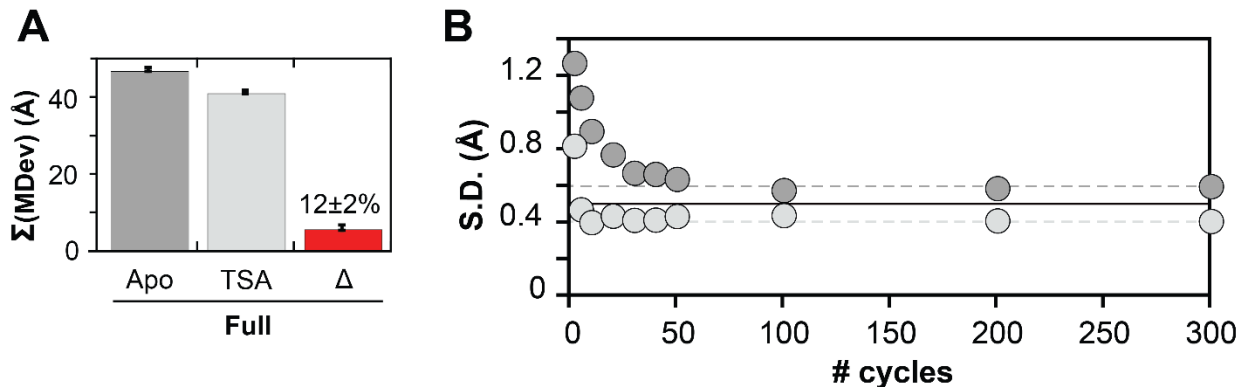 A
Σ(MDev) (Å)
40
20
0
12±2%
Apo TSA Δ
Full
B
S.D. (Å)
1.2
0.8
0.4
0
0 50 100 150 200 250 300
# cycles